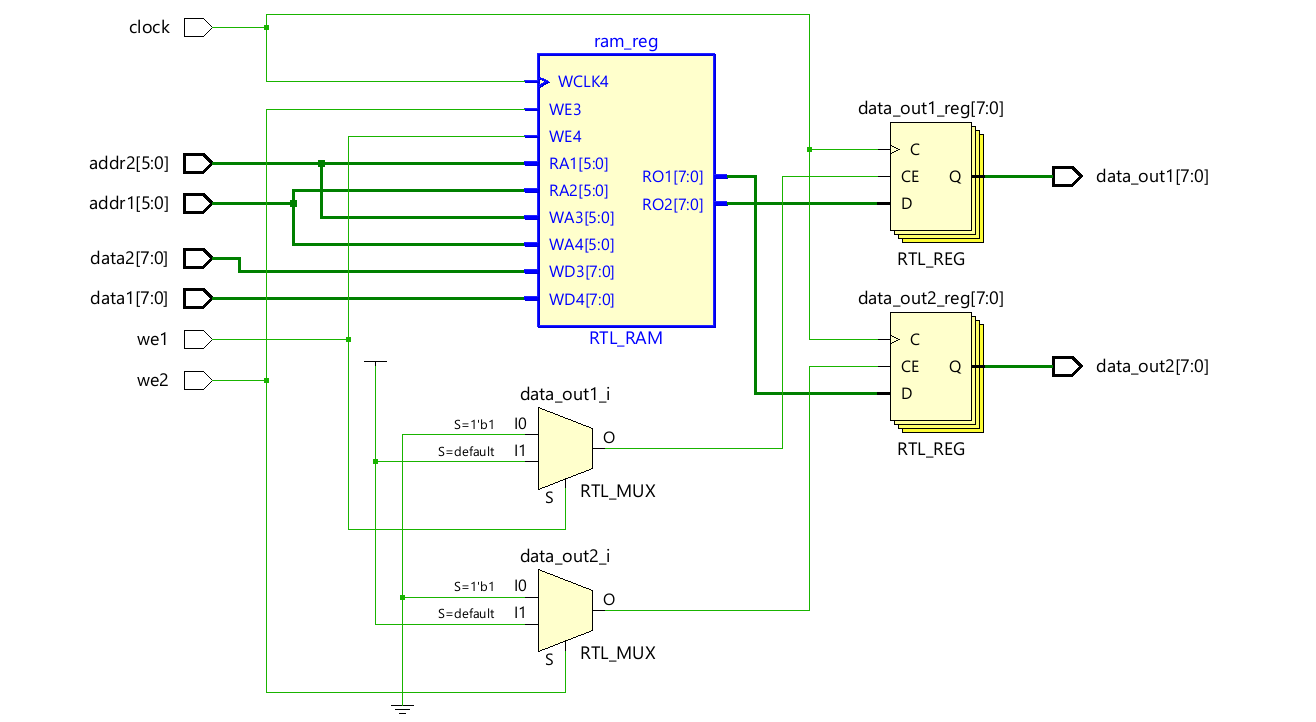 clock
addr2[5:0]
addr1[5:0]
data2[7:0]
data1[7:0]
we1
we2
ram_reg
WCLK4
WE3
WE4
RA1[5:0]
RA2[5:0]
WA3[5:0]
WA4[5:0]
WD3[7:0]
WD4[7:0]
RO1[7:0]
RO2[7:0]
RTL_RAM
data_out1_reg[7:0]
C
CE
Q
D
RTL_REG
data_out1[7:0]
data_out2_reg[7:0]
C
CE
Q
D
RTL_REG
data_out2[7:0]
data_out1_i
S=1'b1
I0
S=default
I1
O
S
RTL_MUX
data_out2_i
S=1'b1
I0
S=default
I1
O
S
RTL_MUX